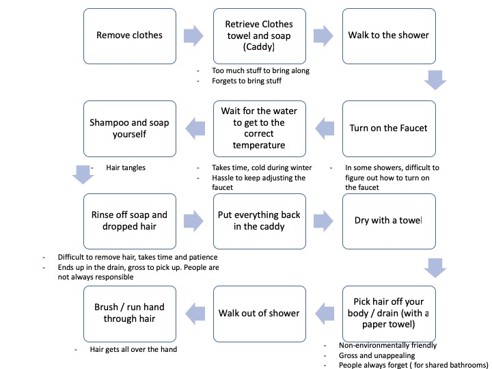 Remove clothes
Retrieve Clothes
towel and soap
(Caddy)
Walk to the shower
- Too much stuff to bring along
- Forgets to bring stuff
Turn on the Faucet
- In some showers, difficult to
figure out how to turn on
the faucet
Wait for the water
to get to the
correct
temperature
- Takes time, cold during winter
- Hassle to keep adjusting the
faucet
Shampoo and soap
yourself
- Hair tangles
Rinse off soap and
dropped hair
- Difficult to remove hair, takes time and patience
- Ends up in the drain, gross to pick up. People are
not always responsible
Put everything back
in the caddy
Dry with a towel
Pick hair off your
body / drain (with a
paper towel)
- Non-environmentally friendly
- Gross and unappealing
- People always forget ( for shared bathrooms)
Walk out of shower
Brush / run hand
through hair
- Hair gets all over the hand